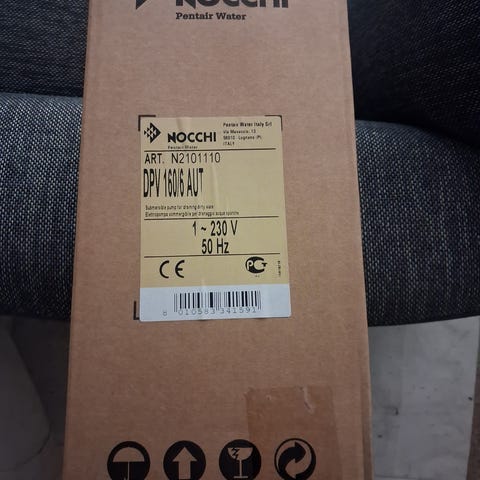 NOCCHI
Pentair Water
NOCCHI
Pentair Water
Pentair Water Italy Srl
Via Masaccio, 13
56010 - Lugnano (PI)
ITALY
ART. N2101110
DPV 160/6 AUT
Submersible pump for draining dirty water
Elettropompa sommergibile per drenaggio acque sporche
1 ~ 230 V
50 Hz
CE
8 010583 341591